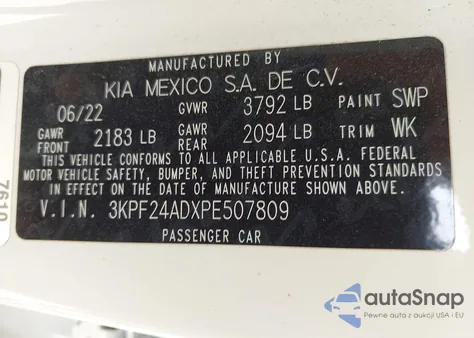 MANUFACTURED BY
KIA MEXICO S.A. DE C.V.
06/22 GVWR 3792 LB PAINT SWP
GAWR FRONT 2183 LB GAWR REAR 2094 LB TRIM WK
THIS VEHICLE CONFORMS TO ALL APPLICABLE U.S.A. FEDERAL
MOTOR VEHICLE SAFETY, BUMPER, AND THEFT PREVENTION STANDARDS
IN EFFECT ON THE DATE OF MANUFACTURE SHOWN ABOVE.
V.I.N. 3KPF24ADXPE507809
PASSENGER CAR
7610
autoSnap
Pewne auta z aukcji USA i EU